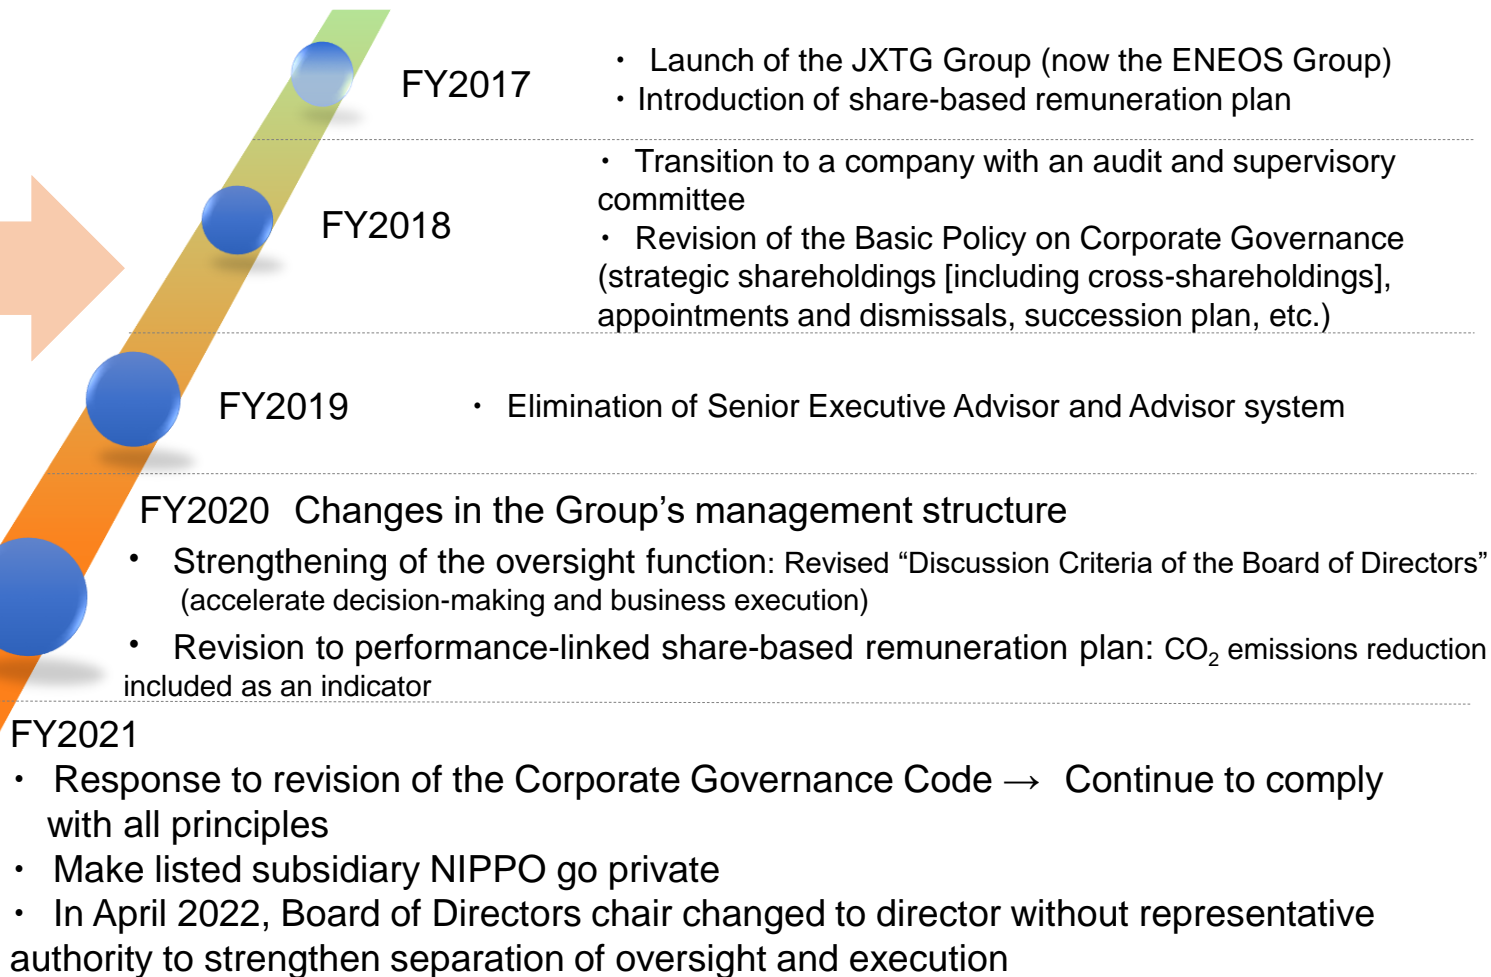 FY2017
・ Launch of the JXTG Group (now the ENEOS Group)
・Introduction of share-based remuneration plan
FY2018
・ Transition to a company with an audit and supervisory
committee
・ Revision of the Basic Policy on Corporate Governance
(strategic shareholdings [including cross-shareholdings],
appointments and dismissals, succession plan, etc.)
FY2019
・ Elimination of Senior Executive Advisor and Advisor system
FY2020 Changes in the Group’s management structure
・ Strengthening of the oversight function: Revised “Discussion Criteria of the Board of Directors”
(accelerate decision-making and business execution)
・ Revision to performance-linked share-based remuneration plan: CO₂ emissions reduction
included as an indicator
FY2021
・ Response to revision of the Corporate Governance Code → Continue to comply
with all principles
・ Make listed subsidiary NIPPO go private
・ In April 2022, Board of Directors chair changed to director without representative
authority to strengthen separation of oversight and execution